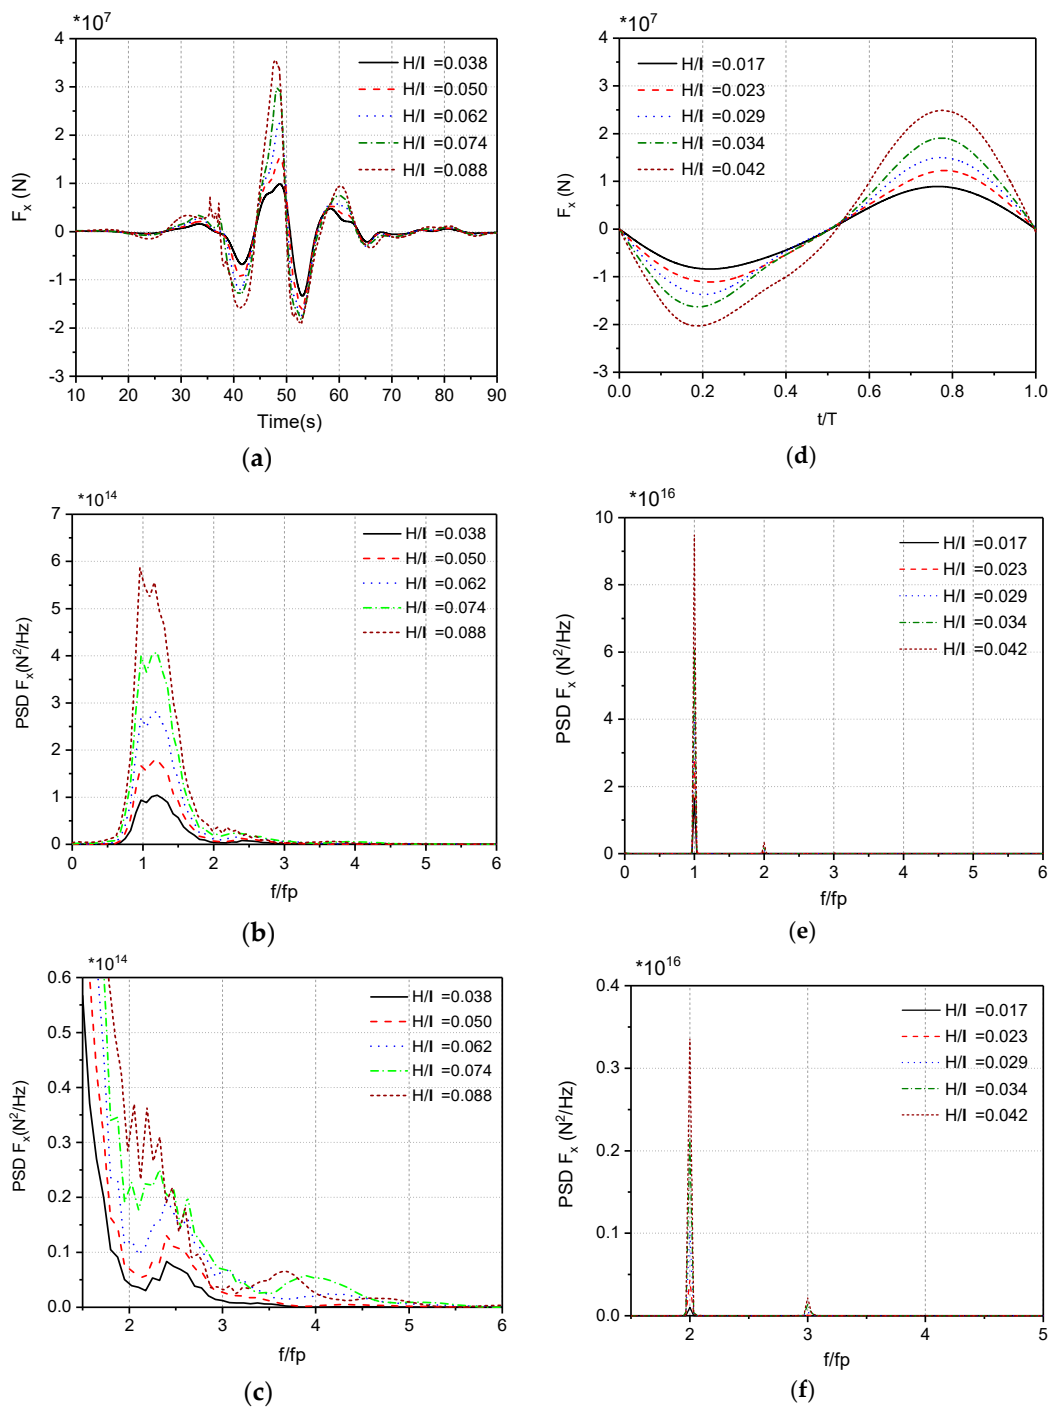 *10^7
F_x (N)
4
3
2
1
0
-1
-2
-3
H/l =0.038
H/l =0.050
H/l =0.062
H/l =0.074
H/l =0.088
10 20 30 40 50 60 70 80 90
Time(s)
(a)
*10^7
F_x (N)
4
3
2
1
0
-1
-2
-3
H/l =0.017
H/l =0.023
H/l =0.029
H/l =0.034
H/l =0.042
0.0 0.2 0.4 0.6 0.8 1.0
t/T
(d)
*10^14
PSD F_x(N^2/Hz)
7
6
5
4
3
2
1
0
H/l =0.038
H/l =0.050
H/l =0.062
H/l =0.074
H/l =0.088
0 1 2 3 4 5 6
f/fp
(b)
*10^16
PSD F_x (N^2/Hz)
10
8
6
4
2
0
H/l =0.017
H/l =0.023
H/l =0.029
H/l =0.034
H/l =0.042
0 1 2 3 4 5 6
f/fp
(e)
*10^14
PSD F_x(N^2/Hz)
0.6
0.5
0.4
0.3
0.2
0.1
0.0
H/l =0.038
H/l =0.050
H/l =0.062
H/l =0.074
H/l =0.088
2 3 4 5 6
f/fp
(c)
*10^16
PSD F_x (N^2/Hz)
0.4
0.3
0.2
0.1
0.0
H/l =0.017
H/l =0.023
H/l =0.029
H/l =0.034
H/l =0.042
2 3 4 5
f/fp
(f)